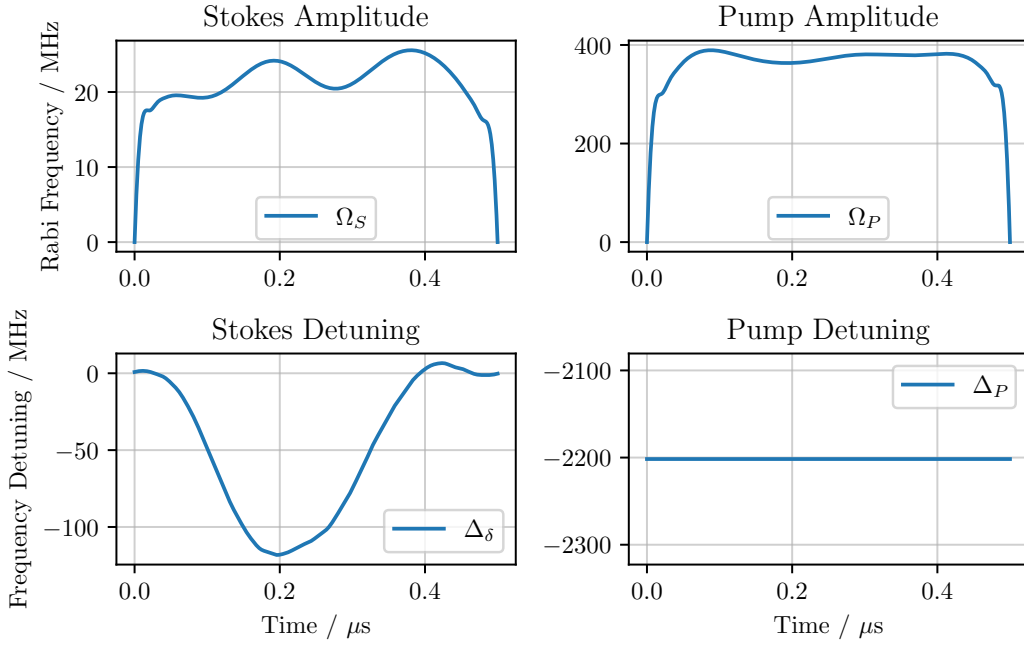 Stokes Amplitude
Rabi Frequency / MHz
20
10
0
0.0 0.2 0.4
Ω_S
Pump Amplitude
400
200
0
0.0 0.2 0.4
Ω_P
Stokes Detuning
Frequency Detuning / MHz
0
−50
−100
0.0 0.2 0.4
Time / μs
Δ_δ
Pump Detuning
−2100
−2200
−2300
0.0 0.2 0.4
Time / μs
Δ_P